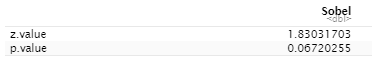 Sobel
<dbl>
z.value 1.83031703
p.value 0.06720255